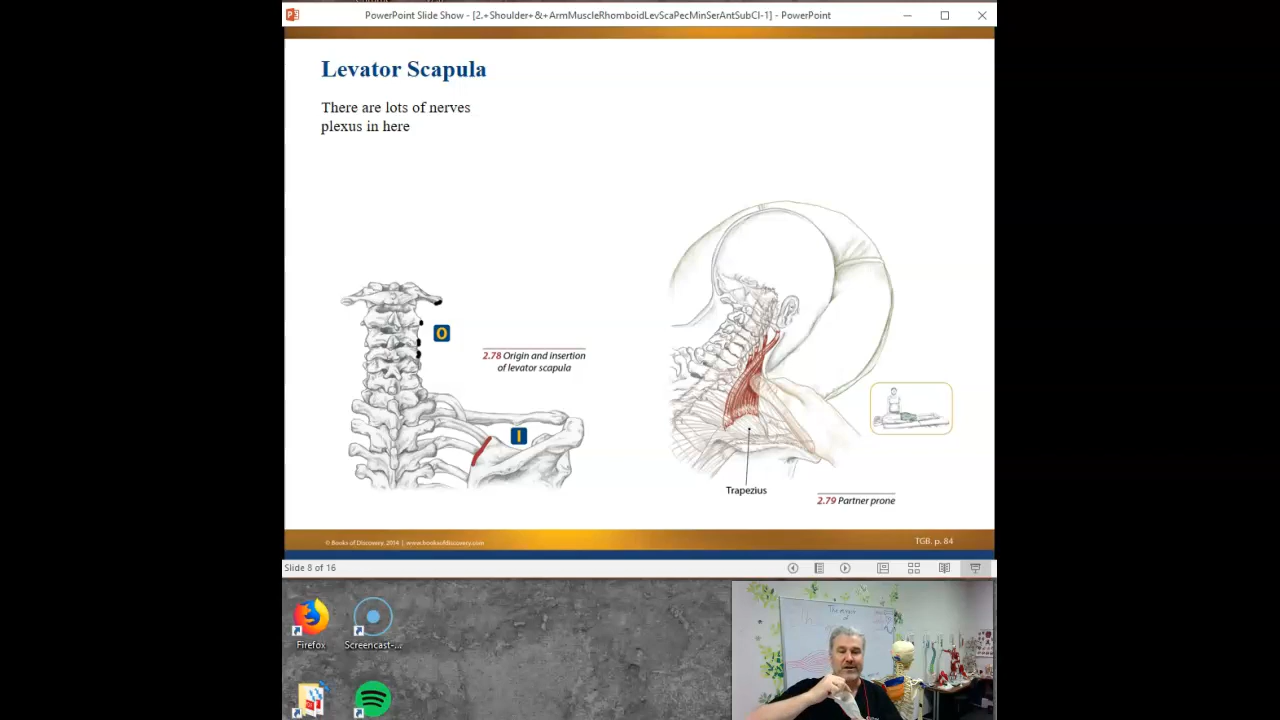 PowerPoint Slide Show - [2.+Shoulder+&+ArmMuscleRhomboidLevScaPecMinSerAntSubCl-1] - PowerPoint
Levator Scapula
There are lots of nerves
plexus in here
O
2.78 Origin and insertion
of levator scapula
I
Trapezius
2.79 Partner prone
© Books of Discovery, 2014 | www.booksofdiscovery.com
TGB. p. 84
Slide 8 of 16
Firefox
Screencast-...